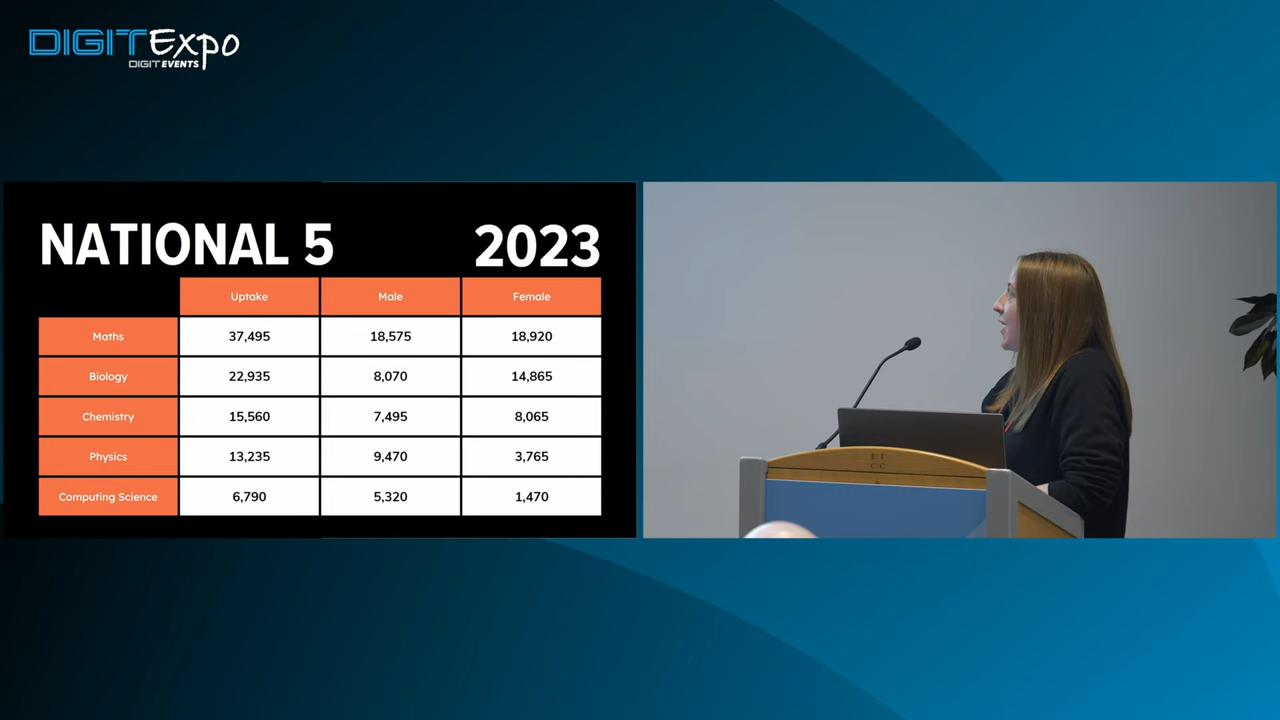 DIGIT Expo
DIGIT EVENTS
NATIONAL 5 2023
Uptake Male Female
Maths 37,495 18,575 18,920
Biology 22,935 8,070 14,865
Chemistry 15,560 7,495 8,065
Physics 13,235 9,470 3,765
Computing Science 6,790 5,320 1,470